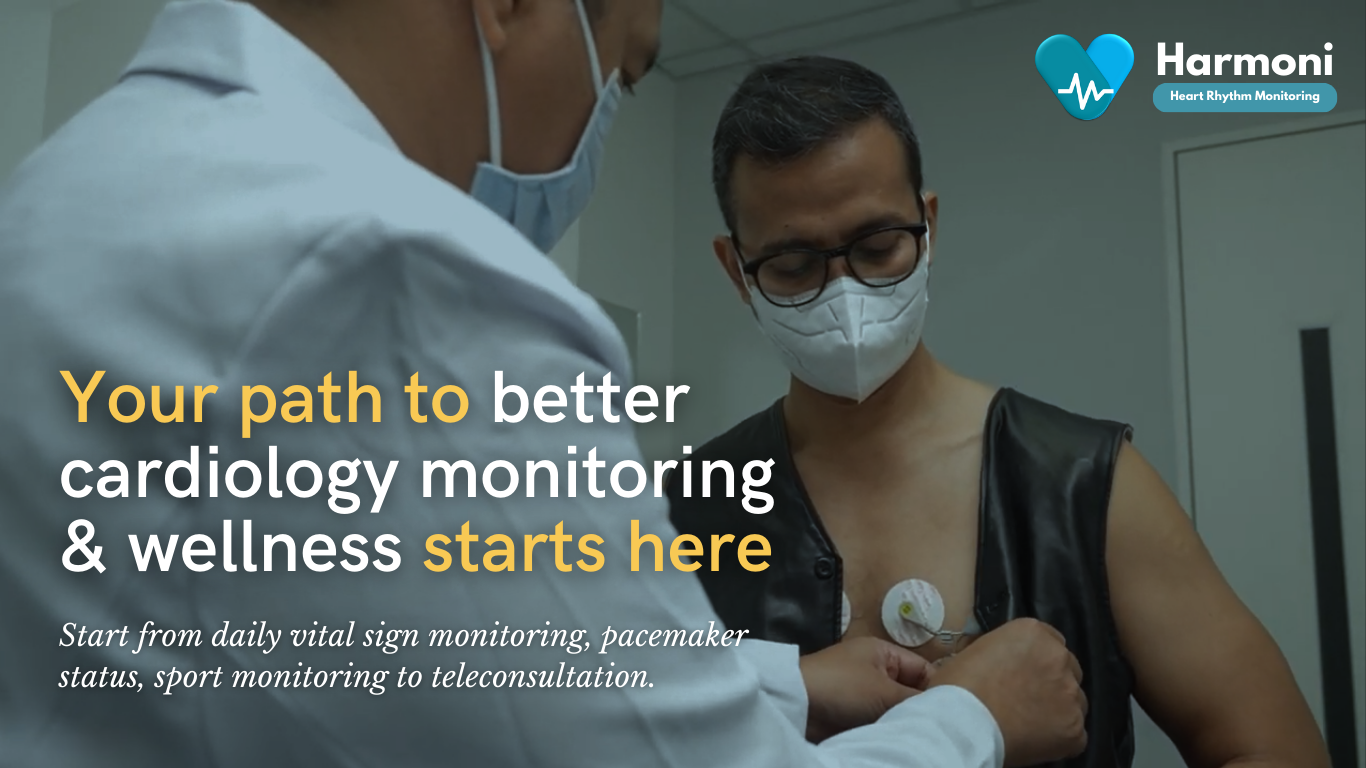 Harmoni
Heart Rhythm Monitoring
Your path to better
cardiology monitoring
& wellness starts here
Start from daily vital sign monitoring, pacemaker
status, sport monitoring to teleconsultation.